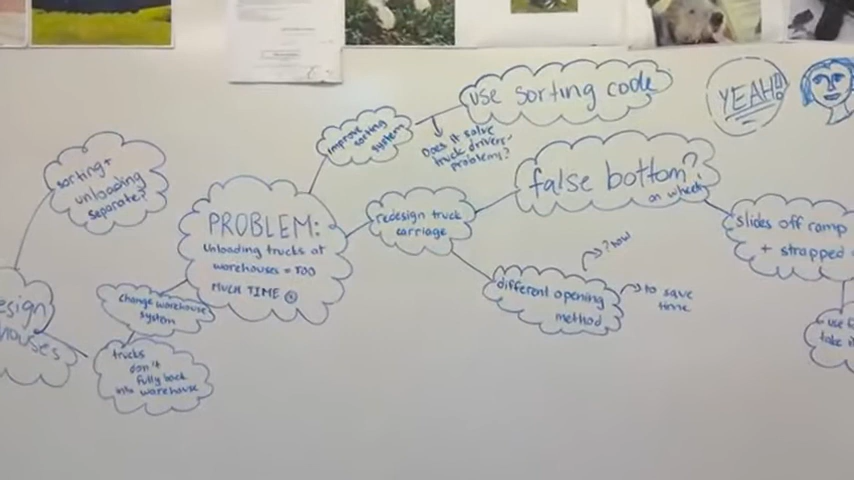 use sorting code
YEAH!!
improve
sorting
system
Does it solve
truck drivers'
problems?
sorting +
unloading
separate?
false bottom?
on wheels
PROBLEM:
Unloading trucks at
warehouses = TOO
MUCH TIME
redesign truck
carriage
slides off ramp
+ strapped
? how
different opening
method
to save
time
change warehouse
system
trucks
don't
fully back
into warehouse
esign
houses